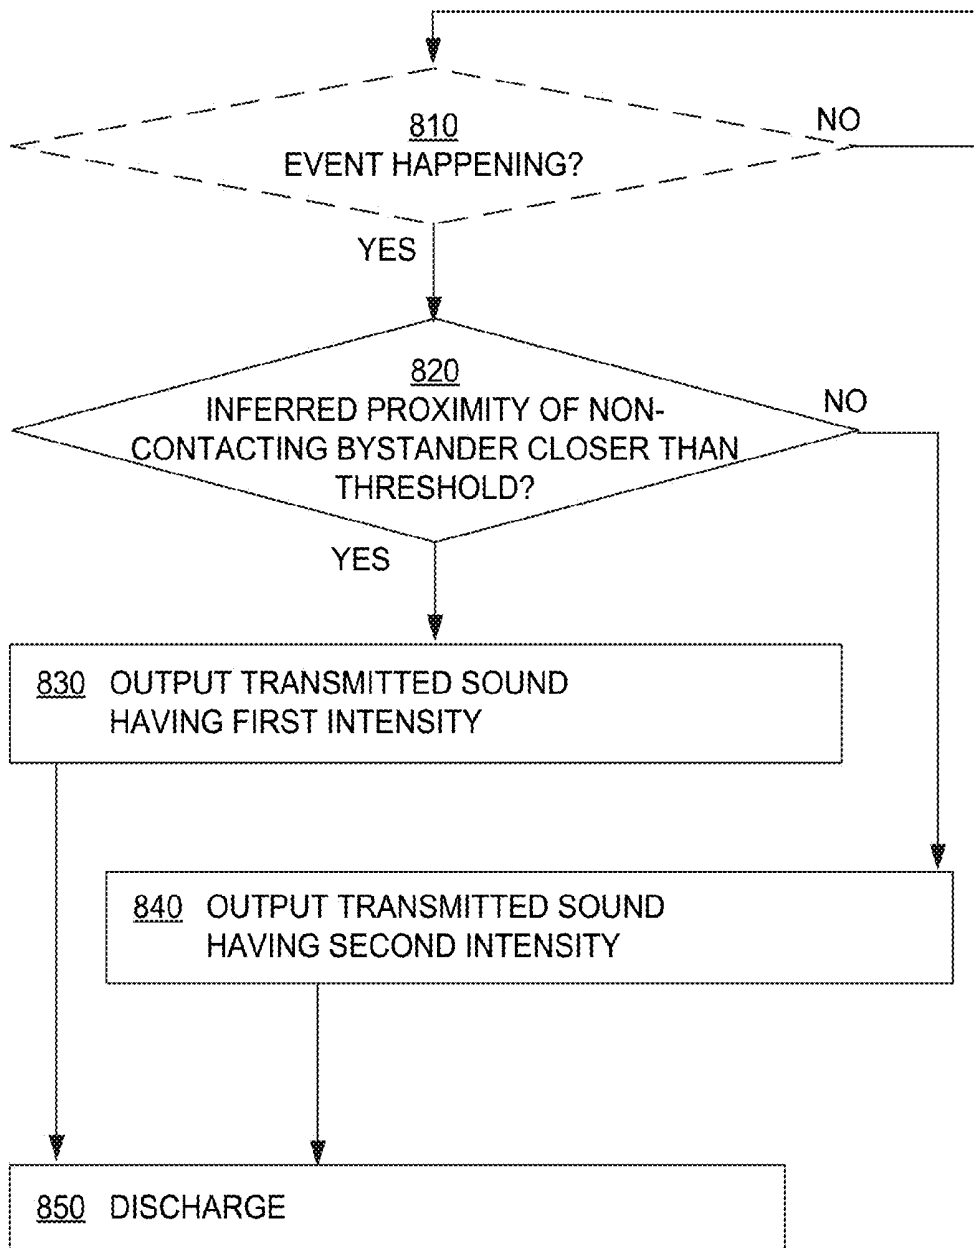 810
EVENT HAPPENING?
NO
YES
820
INFERRED PROXIMITY OF NON-
CONTACTING BYSTANDER CLOSER THAN
THRESHOLD?
NO
YES
830 OUTPUT TRANSMITTED SOUND
HAVING FIRST INTENSITY
840 OUTPUT TRANSMITTED SOUND
HAVING SECOND INTENSITY
850 DISCHARGE